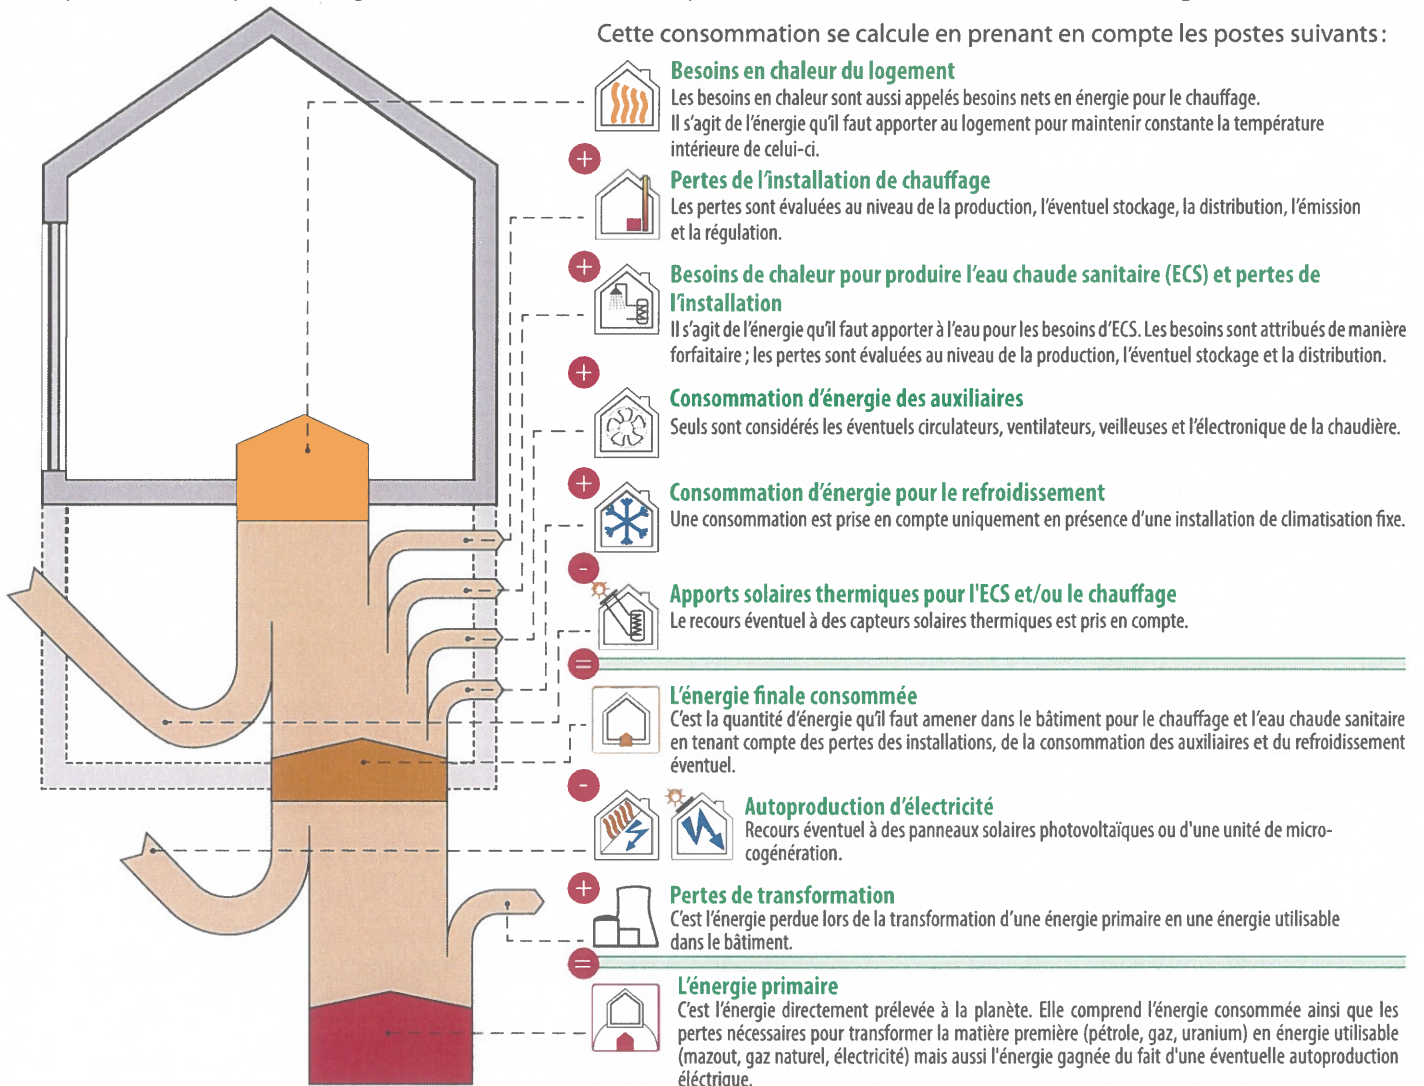 Cette consommation se calcule en prenant en compte les postes suivants :
Besoins en chaleur du logement
Les besoins en chaleur sont aussi appelés besoins nets en énergie pour le chauffage.
Il s'agit de l'énergie qu'il faut apporter au logement pour maintenir constante la température
intérieure de celui-ci.
+
Pertes de l'installation de chauffage
Les pertes sont évaluées au niveau de la production, l'éventuel stockage, la distribution, l'émission
et la régulation.
+
Besoins de chaleur pour produire l'eau chaude sanitaire (ECS) et pertes de
l'installation
Il s'agit de l'énergie qu'il faut apporter à l'eau pour les besoins d'ECS. Les besoins sont attribués de manière
forfaitaire ; les pertes sont évaluées au niveau de la production, l'éventuel stockage et la distribution.
+
Consommation d'énergie des auxiliaires
Seuls sont considérés les éventuels circulateurs, ventilateurs, veilleuses et l'électronique de la chaudière.
+
Consommation d'énergie pour le refroidissement
Une consommation est prise en compte uniquement en présence d'une installation de climatisation fixe.
-
Apports solaires thermiques pour l'ECS et/ou le chauffage
Le recours éventuel à des capteurs solaires thermiques est pris en compte.
=
L'énergie finale consommée
C'est la quantité d'énergie qu'il faut amener dans le bâtiment pour le chauffage et l'eau chaude sanitaire
en tenant compte des pertes des installations, de la consommation des auxiliaires et du refroidissement
éventuel.
-
Autoproduction d'électricité
Recours éventuel à des panneaux solaires photovoltaïques ou d'une unité de micro-
cogénération.
+
Pertes de transformation
C'est l'énergie perdue lors de la transformation d'une énergie primaire en une énergie utilisable
dans le bâtiment.
=
L'énergie primaire
C'est l'énergie directement prélevée à la planète. Elle comprend l'énergie consommée ainsi que les
pertes nécessaires pour transformer la matière première (pétrole, gaz, uranium) en énergie utilisable
(mazout, gaz naturel, électricité) mais aussi l'énergie gagnée du fait d'une éventuelle autoproduction
éléctrique.